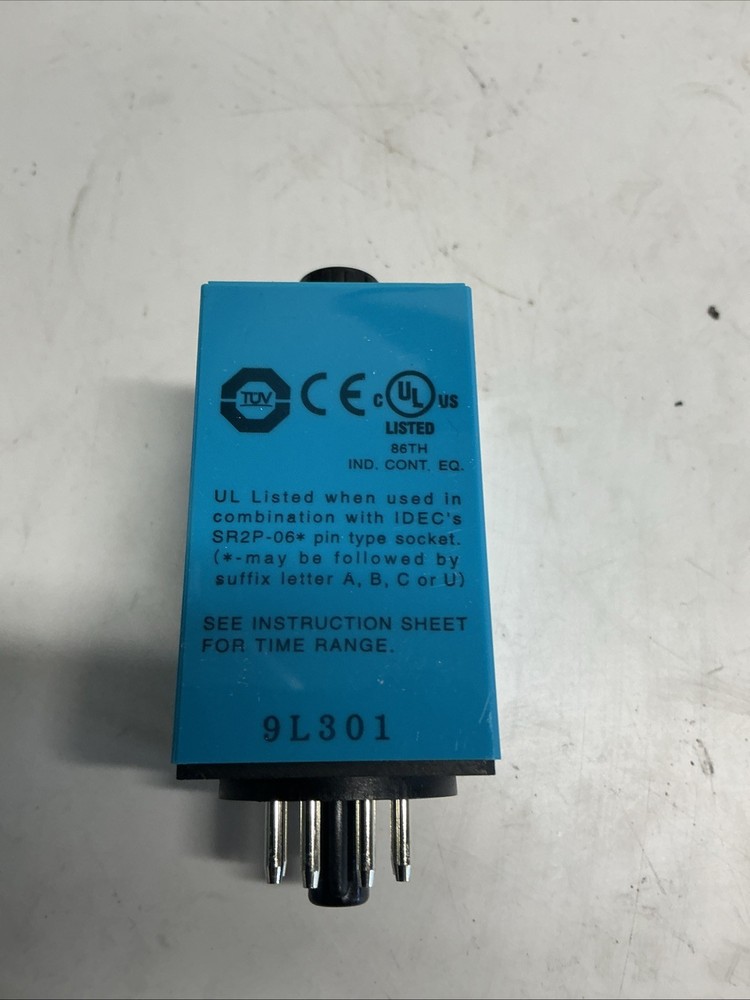 TÜV CE C UL US
LISTED
86TH
IND. CONT. EQ.
UL Listed when used in
combination with IDEC's
SR2P-06* pin type socket.
(*-may be followed by
suffix letter A, B, C or U)
SEE INSTRUCTION SHEET
FOR TIME RANGE.
9L301